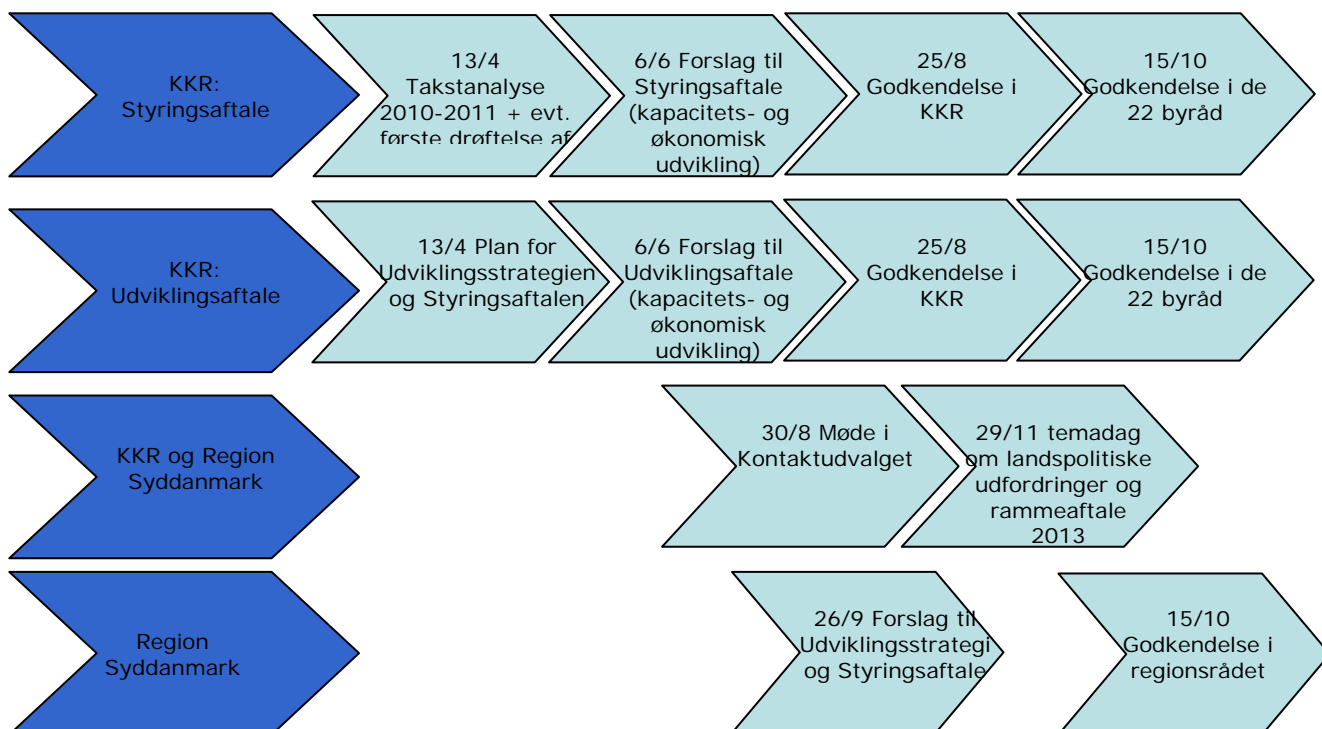 KKR:
Styringsaftale
13/4
Takstanalyse
2010-2011 + evt.
første drøftelse af
6/6 Forslag til
Styringsaftale
(kapacitets- og
økonomisk
udvikling)
25/8
Godkendelse i
KKR
15/10
Godkendelse i de
22 byråd
KKR:
Udviklingsaftale
13/4 Plan for
Udviklingsstrategien
og Styringsaftalen
6/6 Forslag til
Udviklingsaftale
(kapacitets- og
økonomisk
udvikling)
25/8
Godkendelse i
KKR
15/10
Godkendelse i de
22 byråd
KKR og Region
Syddanmark
30/8 Møde i
Kontaktudvalget
29/11 temadag
om landspolitiske
udfordringer og
rammeaftale
2013
Region
Syddanmark
26/9 Forslag til
Udviklingsstrategi
og Styringsaftale
15/10
Godkendelse i
regionsrådet